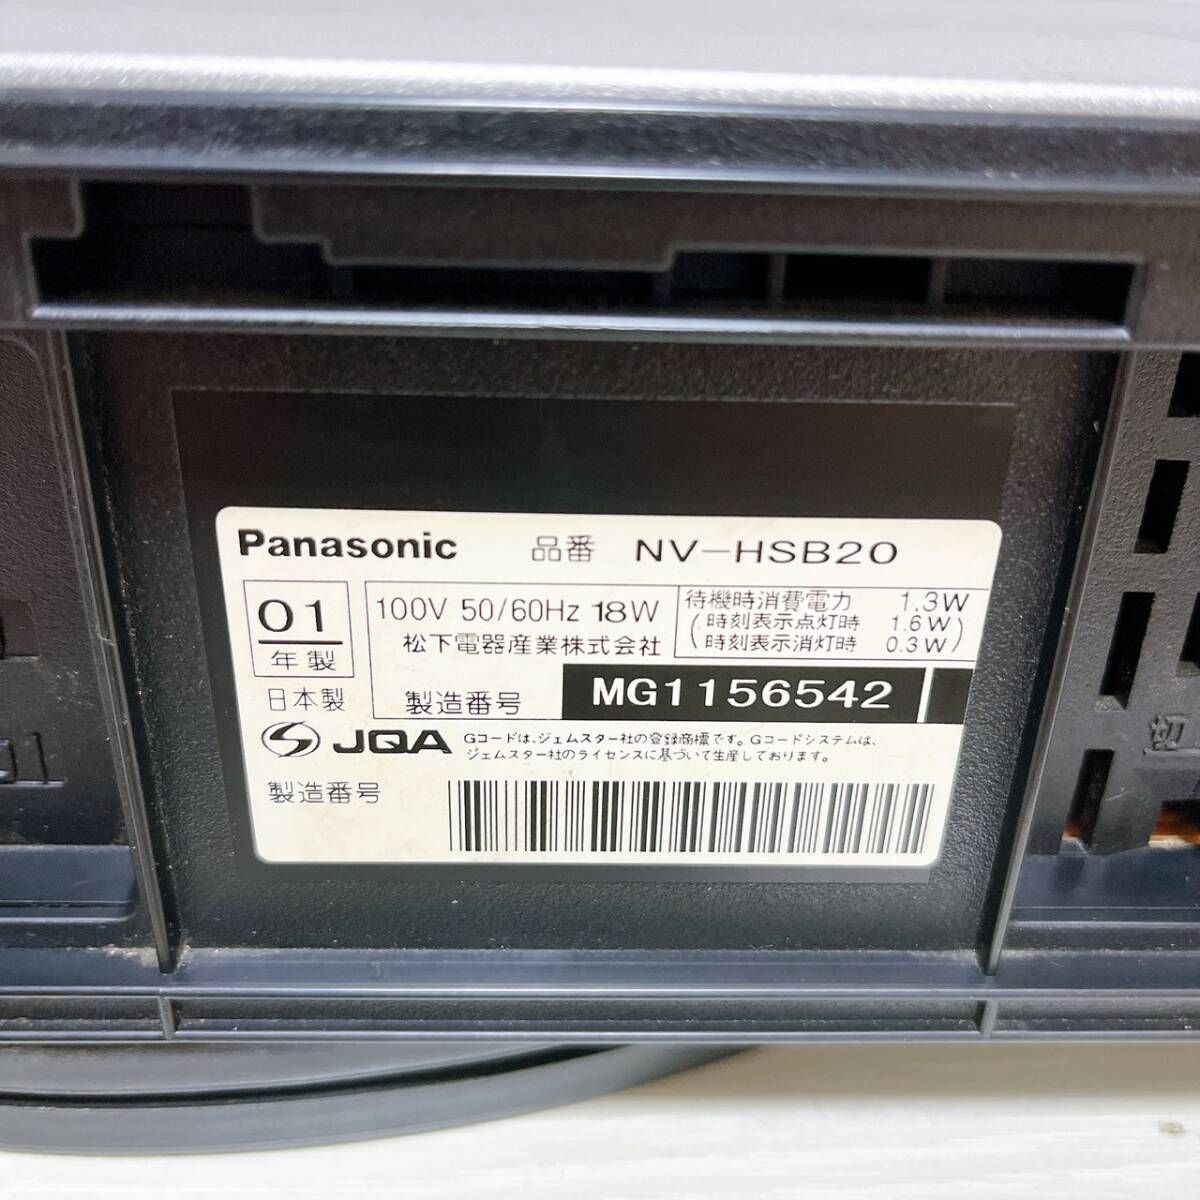 Panasonic 品番 NV-HSB20
01 年製
100V 50/60Hz 18W
松下電器産業株式会社
待機時消費電力 1.3W
(時刻表示点灯時 1.6W)
(時刻表示消灯時 0.3W)
日本製
製造番号 MG1156542
JQA Gコードは、ジェムスター社の登録商標です。Gコードシステムは、
ジェムスター社のライセンスに基づいて生産しております。
製造番号
切